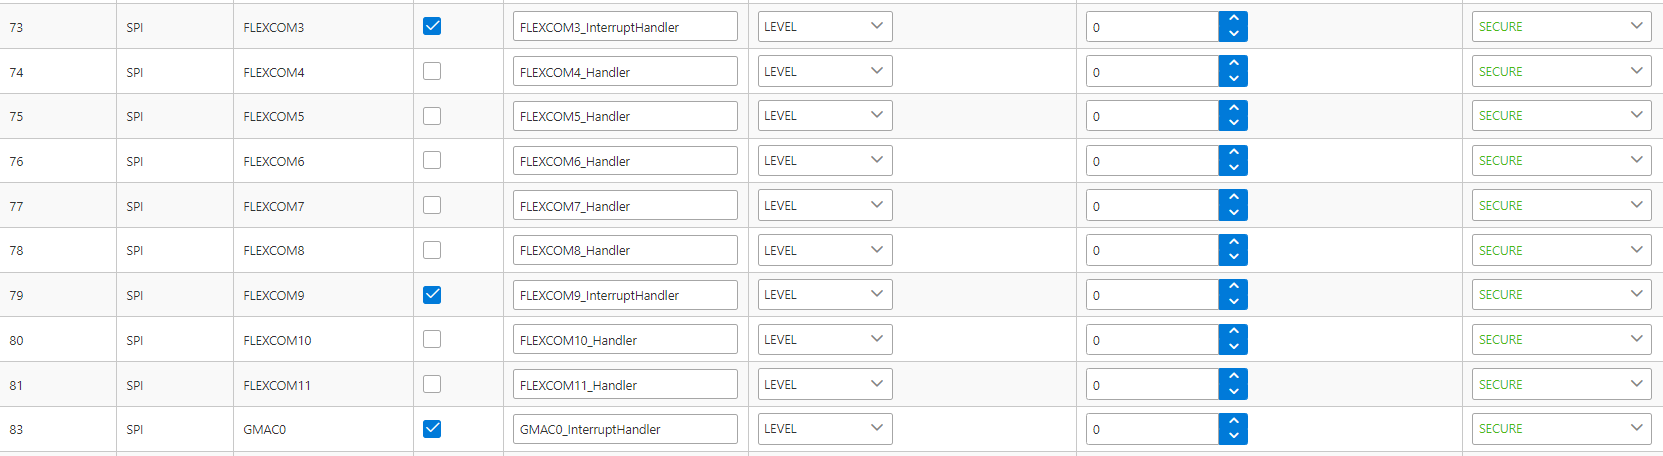 73 SPI FLEXCOM3 FLEXCOM3_InterruptHandler LEVEL 0 SECURE
74 SPI FLEXCOM4 FLEXCOM4_Handler LEVEL 0 SECURE
75 SPI FLEXCOM5 FLEXCOM5_Handler LEVEL 0 SECURE
76 SPI FLEXCOM6 FLEXCOM6_Handler LEVEL 0 SECURE
77 SPI FLEXCOM7 FLEXCOM7_Handler LEVEL 0 SECURE
78 SPI FLEXCOM8 FLEXCOM8_Handler LEVEL 0 SECURE
79 SPI FLEXCOM9 FLEXCOM9_InterruptHandler LEVEL 0 SECURE
80 SPI FLEXCOM10 FLEXCOM10_Handler LEVEL 0 SECURE
81 SPI FLEXCOM11 FLEXCOM11_Handler LEVEL 0 SECURE
83 SPI GMAC0 GMAC0_InterruptHandler LEVEL 0 SECURE